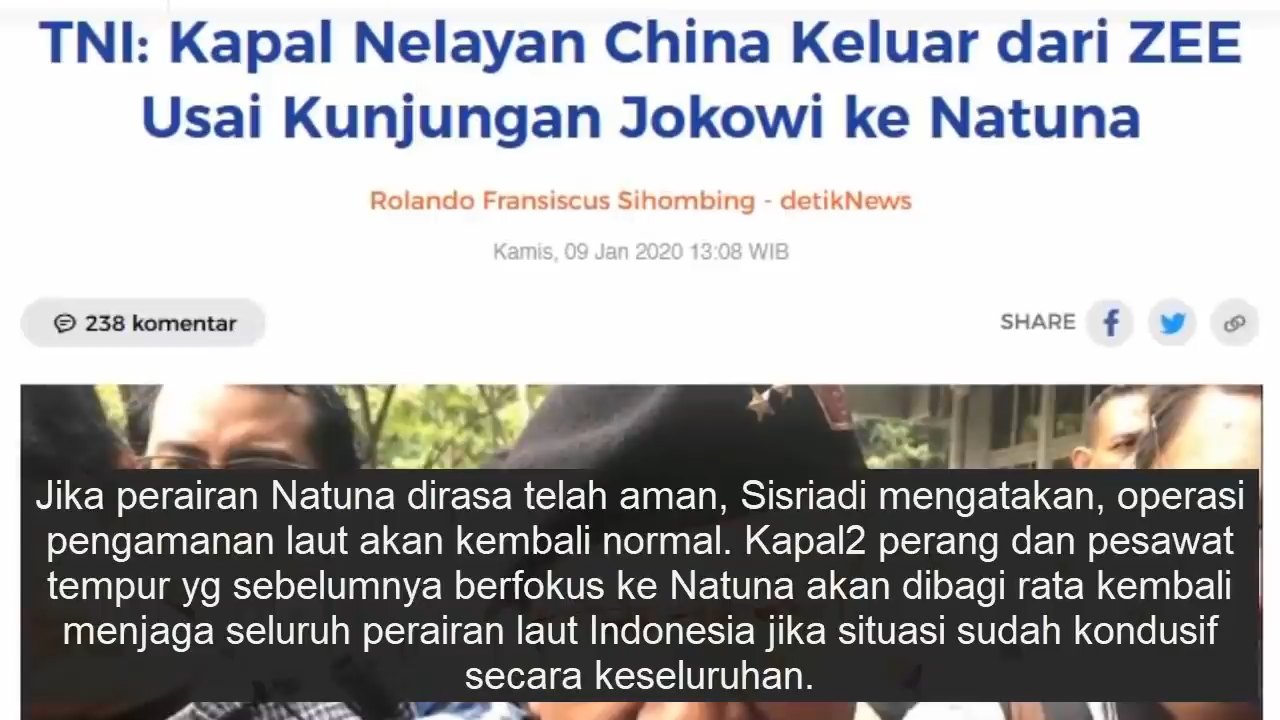 TNI: Kapal Nelayan China Keluar dari ZEE
Usai Kunjungan Jokowi ke Natuna
Rolando Fransiscus Sihombing - detikNews
Kamis, 09 Jan 2020 13:08 WIB
238 komentar
SHARE
Jika perairan Natuna dirasa telah aman, Sisriadi mengatakan, operasi
pengamanan laut akan kembali normal. Kapal2 perang dan pesawat
tempur yg sebelumnya berfokus ke Natuna akan dibagi rata kembali
menjaga seluruh perairan laut Indonesia jika situasi sudah kondusif
secara keseluruhan.